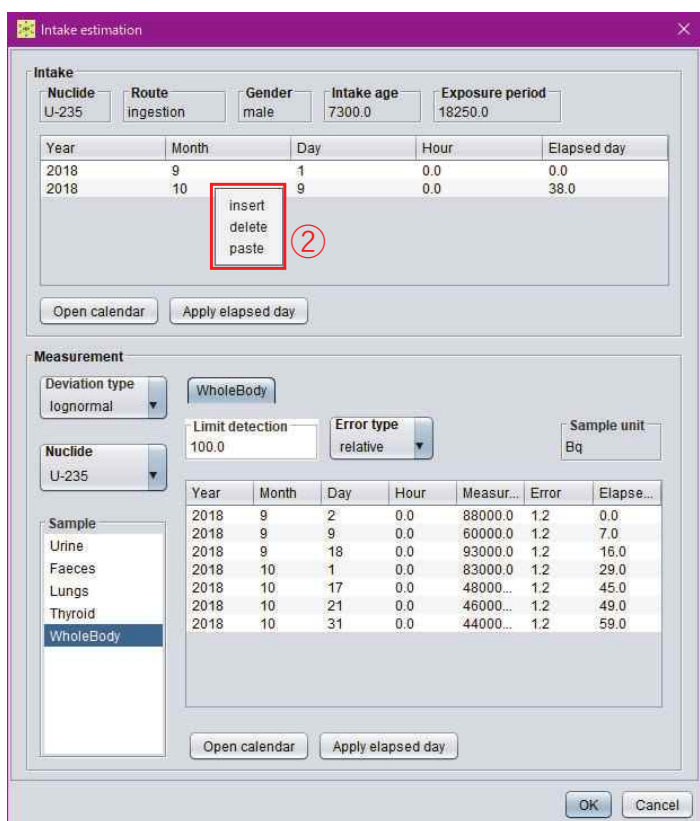 Intake estimation
Intake
Nuclide Route Gender Intake age Exposure period
U-235 ingestion male 7300.0 18250.0
Year Month Day Hour Elapsed day
2018 9 1 0.0 0.0
2018 10 9 0.0 38.0
insert
delete
paste
②
Open calendar Apply elapsed day
Measurement
Deviation type
lognormal
WholeBody
Limit detection Error type Sample unit
100.0 relative Bq
Nuclide
U-235
Year Month Day Hour Measur... Error Elapse...
2018 9 2 0.0 88000.0 1.2 0.0
2018 9 9 0.0 60000.0 1.2 7.0
2018 9 18 0.0 93000.0 1.2 16.0
2018 10 1 0.0 83000.0 1.2 29.0
2018 10 17 0.0 48000... 1.2 45.0
2018 10 21 0.0 46000... 1.2 49.0
2018 10 31 0.0 44000... 1.2 59.0
Sample
Urine
Faeces
Lungs
Thyroid
WholeBody
Open calendar Apply elapsed day
OK Cancel